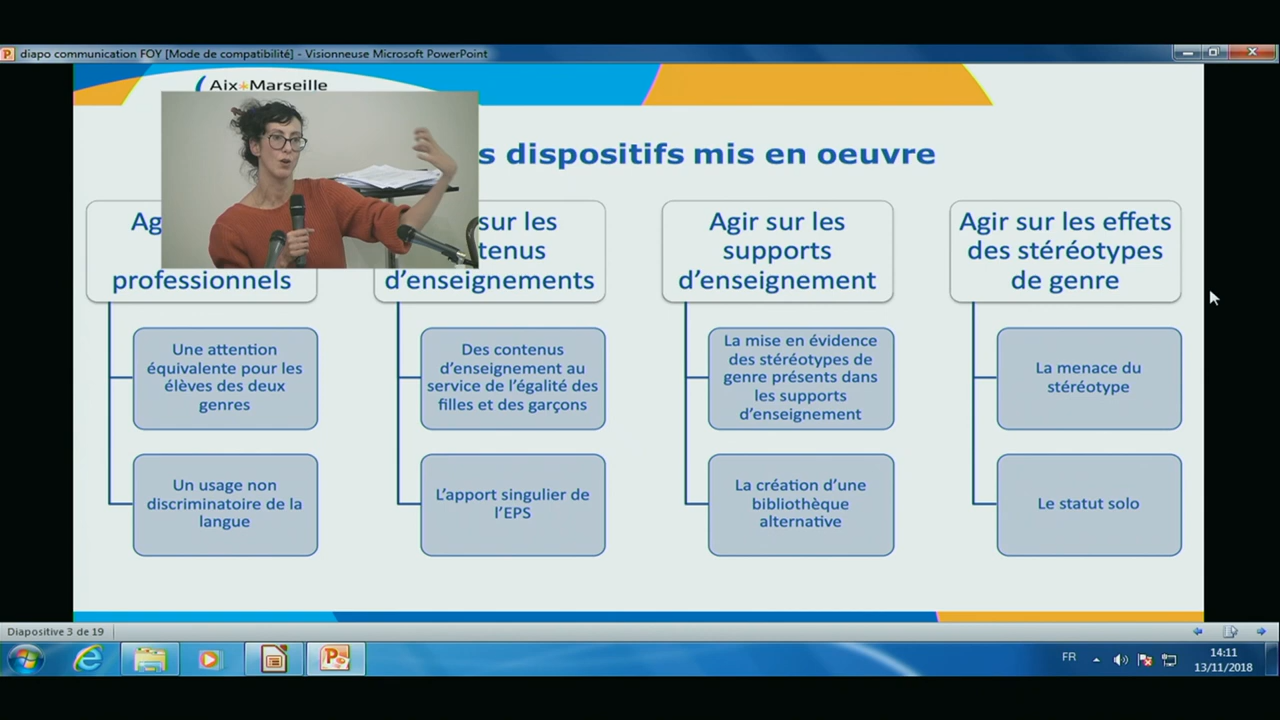 diapo communication FOY [Mode de compatibilité] - Visionneuse Microsoft PowerPoint
Aix Marseille
dispositifs mis en oeuvre
professionnels
sur les
d'enseignements
Agir sur les
supports
d'enseignement
Agir sur les effets
des stéréotypes
de genre
Une attention
équivalente pour les
élèves des deux
genres
Un usage non
discriminatoire de la
langue
Des contenus
d'enseignement au
service de l'égalité des
filles et des garçons
L'apport singulier de
l'EPS
La mise en évidence
des stéréotypes de
genre présents dans
les supports
d'enseignement
La création d'une
bibliothèque
alternative
La menace du
stéréotype
Le statut solo
Diapositive 3 de 19
FR
14:11
13/11/2018